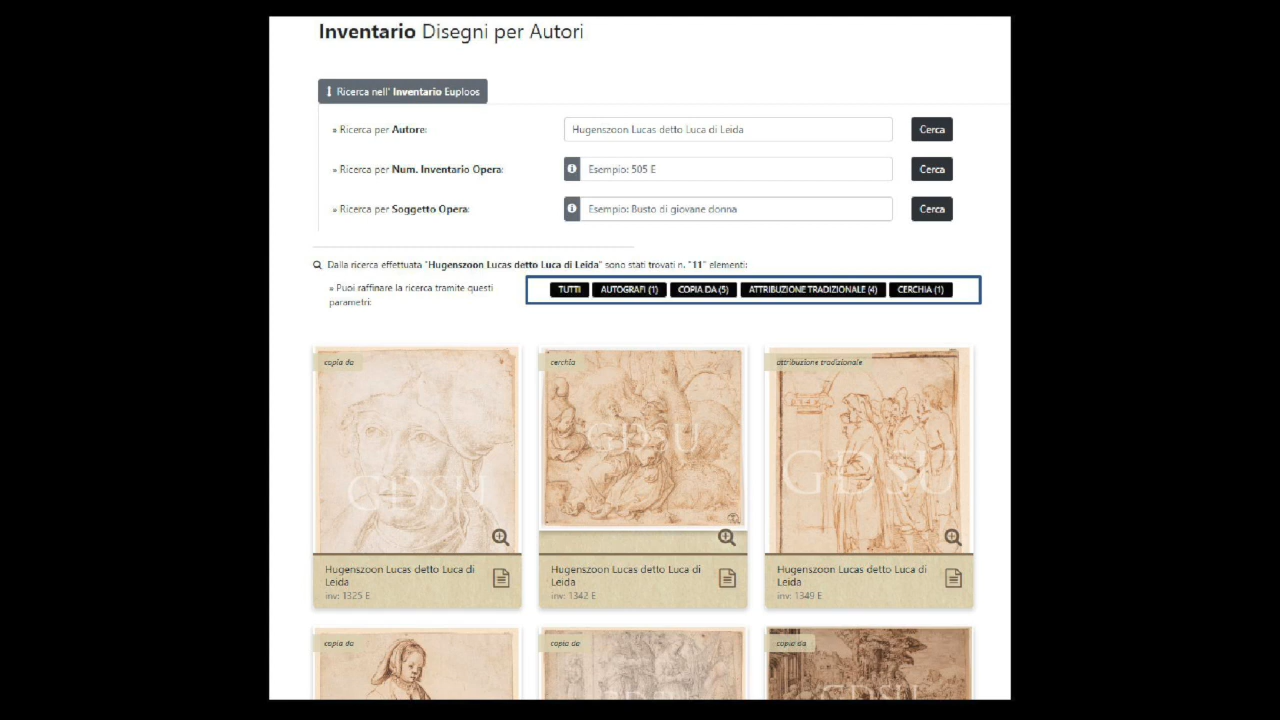 Inventario Disegni per Autori
Ricerca nell' Inventario Euploos
» Ricerca per Autore:
Hugenszoon Lucas detto Luca di Leida
Cerca
» Ricerca per Num. Inventario Opera:
Esempio: 505 E
Cerca
» Ricerca per Soggetto Opera:
Esempio: Busto di giovane donna
Cerca
Dalla ricerca effettuata "Hugenszoon Lucas detto Luca di Leida" sono stati trovati n. "11" elementi:
» Puoi raffinare la ricerca tramite questi
parametri:
TUTTI
AUTOGRAFI (1)
COPIA DA (5)
ATTRIBUZIONE TRADIZIONALE (4)
CERCHIA (1)
copia da
GDSU
Hugenszoon Lucas detto Luca di
Leida
inv: 1325 E
cerchia
GDSU
Hugenszoon Lucas detto Luca di
Leida
inv: 1342 E
attribuzione tradizionale
GDSU
Hugenszoon Lucas detto Luca di
Leida
inv: 1349 E
copia da
copia da
copia da